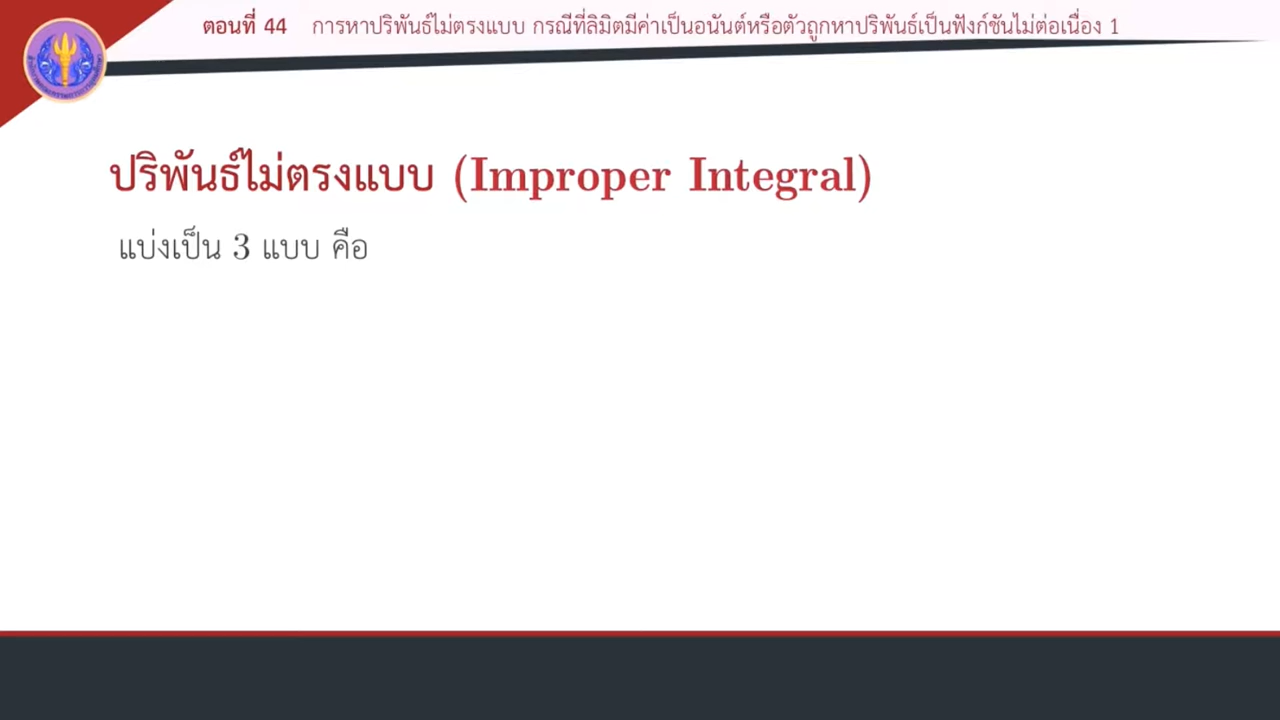 ตอนที่ 44 การหาปริพันธ์ไม่ตรงแบบ กรณีที่ลิมิตมีค่าเป็นอนันต์หรือตัวถูกหาปริพันธ์เป็นฟังก์ชันไม่ต่อเนื่อง 1
ปริพันธ์ไม่ตรงแบบ (Improper Integral)
แบ่งเป็น 3 แบบ คือ